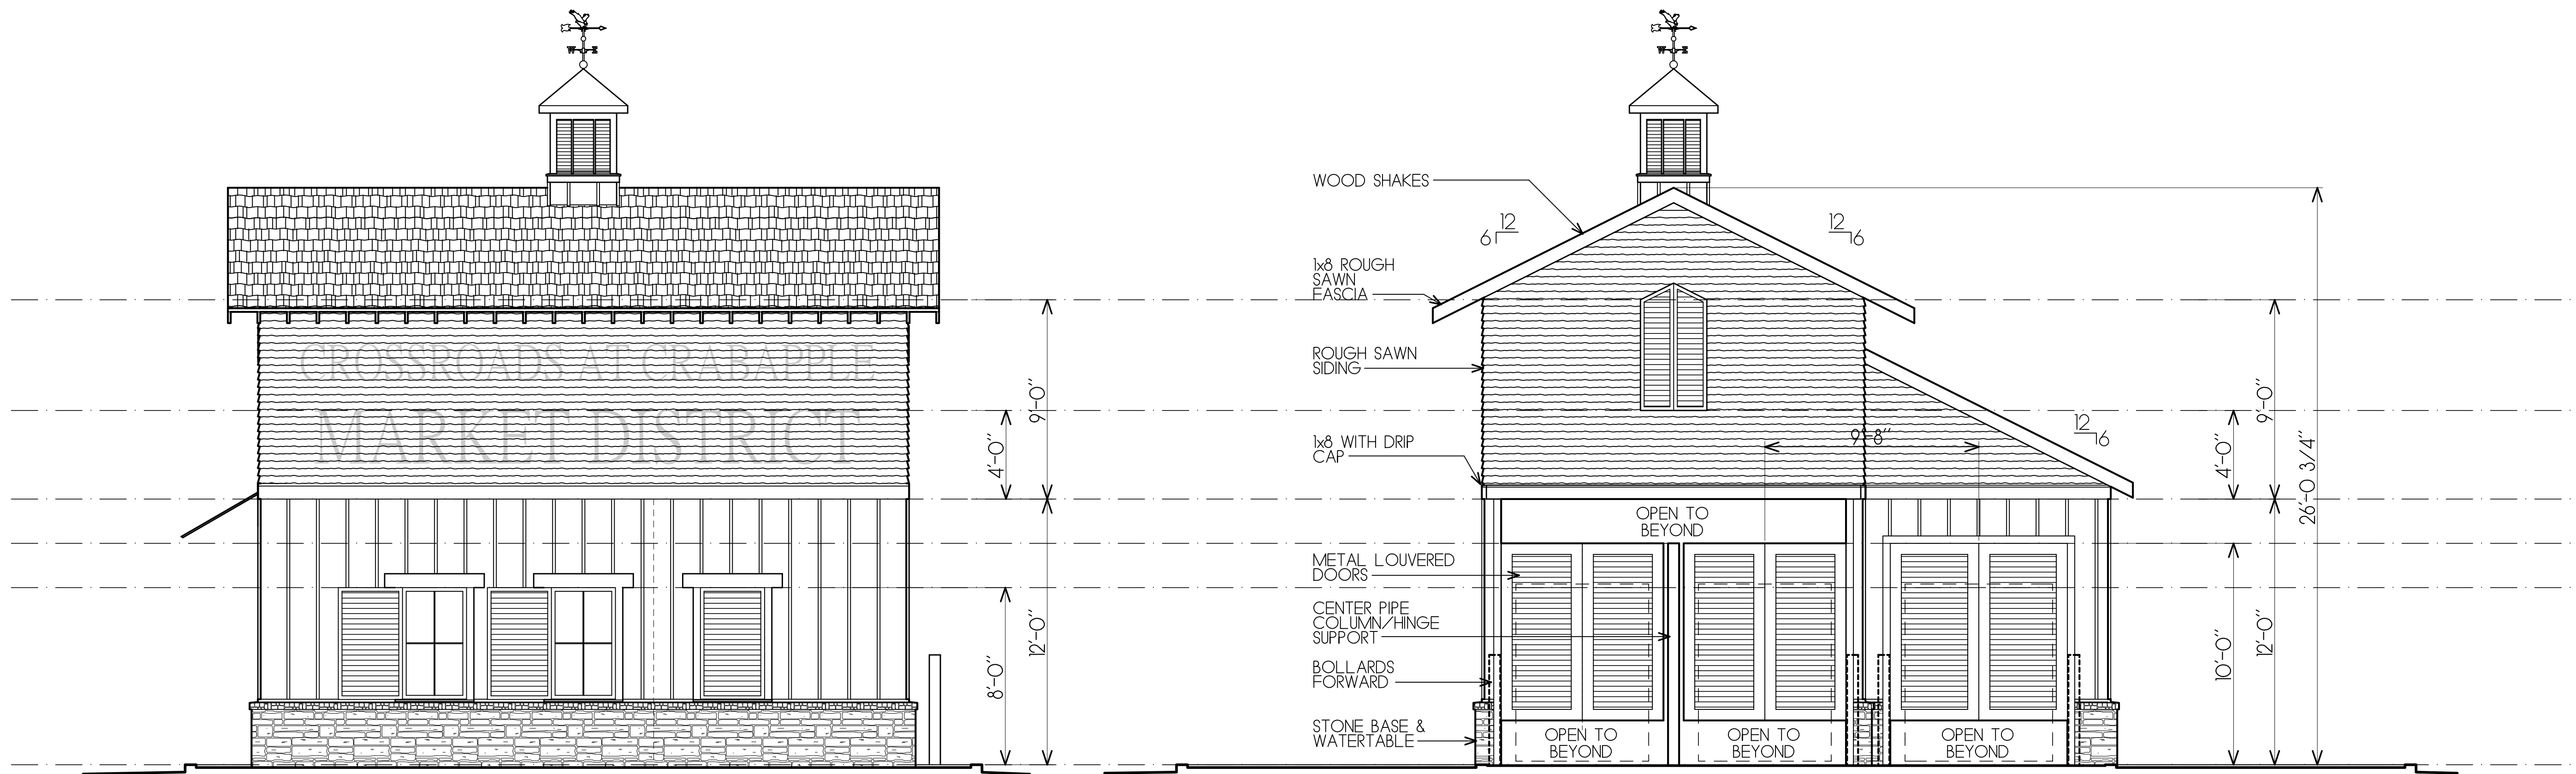 W E
CROSSROADS AT CRABAPPLE
MARKET DISTRICT
4'-0"
9'-0"
8'-0"
12'-0"
W E
WOOD SHAKES
12
6
12
6
1x8 ROUGH
SAWN
FASCIA
ROUGH SAWN
SIDING
1x8 WITH DRIP
CAP
9'-8"
12
6
OPEN TO
BEYOND
METAL LOUVERED
DOORS
CENTER PIPE
COLUMN/HINGE
SUPPORT
BOLLARDS
FORWARD
STONE BASE &
WATERTABLE
OPEN TO
BEYOND
OPEN TO
BEYOND
OPEN TO
BEYOND
4'-0"
9'-0"
26'-0 3/4"
10'-0"
12'-0"